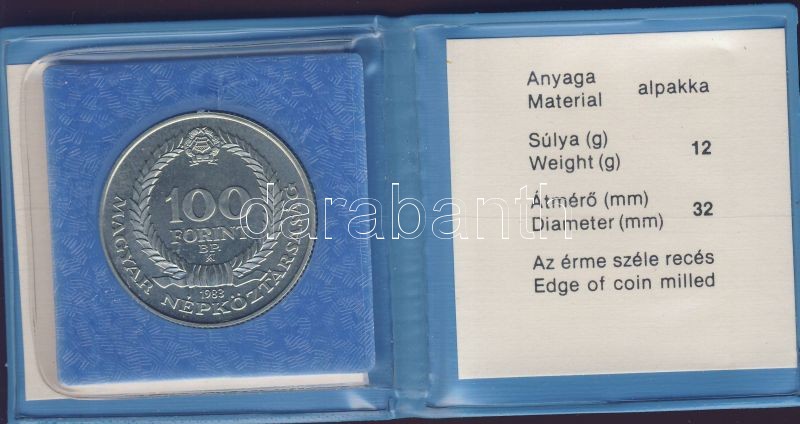 100
FORINT
BP.
1983
MAGYAR NÉPKÖZTÁRSASÁG
Anyaga
Material alpakka
Súlya (g)
Weight (g) 12
Átmérő (mm)
Diameter (mm) 32
Az érme széle recés
Edge of coin milled
darabanth